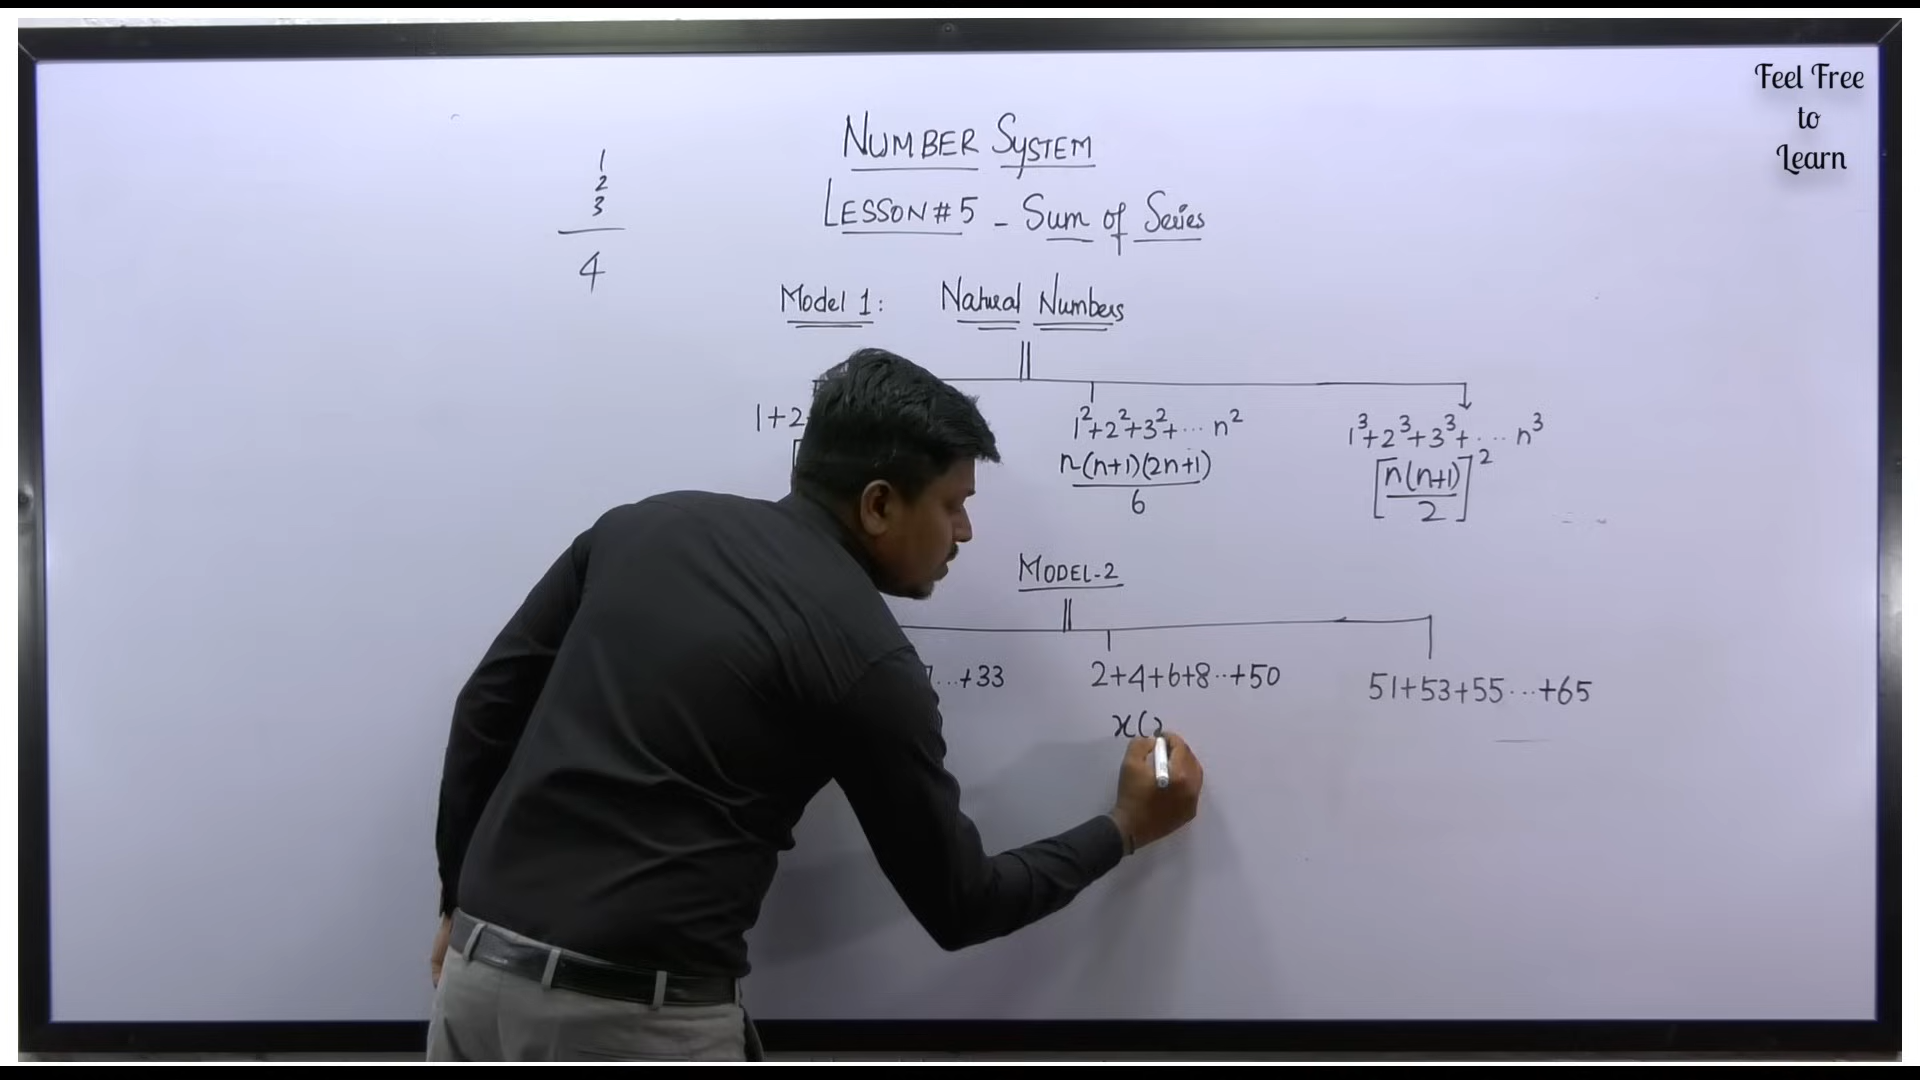 Feel Free
to
Learn
1
2
3
4
NUMBER SYSTEM
LESSON # 5 - Sum of Series
Model 1: Natural Numbers
1+2
1²+2²+3²+... n²
n(n+1)(2n+1)
6
1³+2³+3³+... n³
[n(n+1)]²
2
MODEL-2
...+33
2+4+6+8..+50
x(
51+53+55...+65